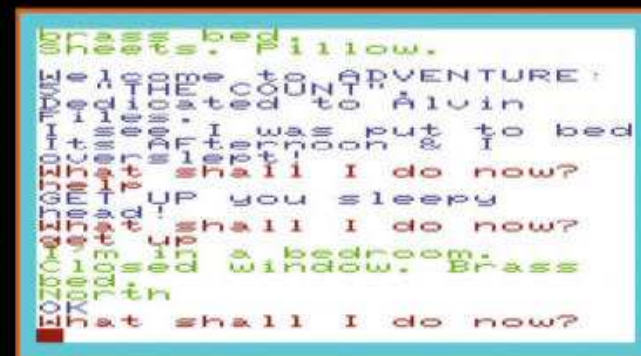 brass bed.
Sheets. Pillow.
Welcome to ADVENTURE:
5 "THE COUNT".
Dedicated to Alvin
Files.
I see I was put to bed
Its AFternoon & I
overslept!
What shall I do now?
help
GET UP you sleepy
head!
What shall I do now?
get up
I'm in a bedroom.
Closed window. Brass
bed.
North
OK
What shall I do now?